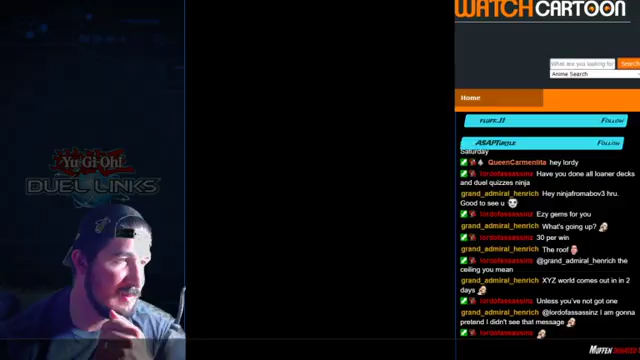 WATCHCARTOON
What are you looking for
Search
Anime Search
Home
FLUFF_JJ FOLLOW
ASAPTurtle FOLLOW
Saturday
QueenCarmenlita hey lordy
lordofassassinz Have you done all loaner
decks and duel quizzes ninja
grand_admiral_henrich Hey ninjafromabov3 hru.
Good to see u
lordofassassinz Ezy gems for you
grand_admiral_henrich What's going up?
lordofassassinz 30 per win
grand_admiral_henrich The roof
lordofassassinz @grand_admiral_henrich the
ceiling you mean
grand_admiral_henrich XYZ world comes out in in 2
days
lordofassassinz Unless you've not got one
grand_admiral_henrich @lordofassassinz I am gonna
pretend I didn't see that message
lordofassassinz
Yu-Gi-Oh!
DUEL LINKS
MUFFEN